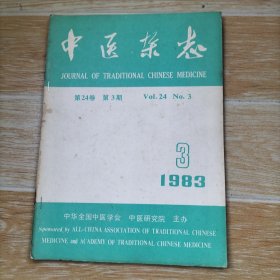 中医杂志
JOURNAL OF TRADITIONAL CHINESE MEDICINE
第24卷 第3期 Vol.24 No.3
3
1983
中华全国中医学会 中医研究院 主办
Sponsored by ALL-CHINA ASSOCIATION OF TRADITIONAL CHINESE
MEDICINE and ACADEMY OF TRADITIONAL CHINESE MEDICINE